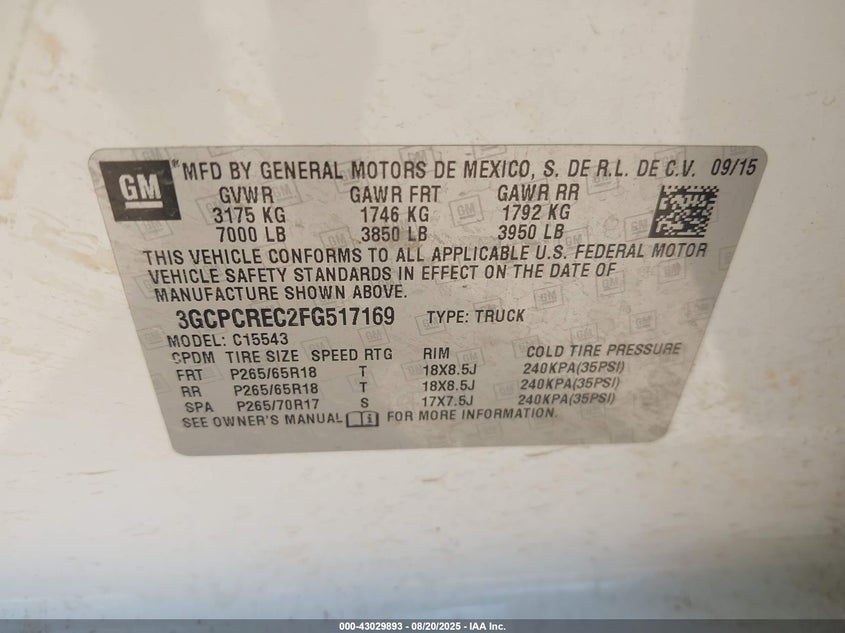 GM ® MFD BY GENERAL MOTORS DE MEXICO, S. DE R.L. DE C.V. 09/15
GVWR GAWR FRT GAWR RR
3175 KG 1746 KG 1792 KG
7000 LB 3850 LB 3950 LB
THIS VEHICLE CONFORMS TO ALL APPLICABLE U.S. FEDERAL MOTOR
VEHICLE SAFETY STANDARDS IN EFFECT ON THE DATE OF
MANUFACTURE SHOWN ABOVE.
3GCPCREC2FG517169 TYPE: TRUCK
MODEL: C15543
CPDM TIRE SIZE SPEED RTG RIM COLD TIRE PRESSURE
FRT P265/65R18 T 18X8.5J 240KPA(35PSI)
RR P265/65R18 T 18X8.5J 240KPA(35PSI)
SPA P265/70R17 S 17X7.5J 240KPA(35PSI)
SEE OWNER'S MANUAL FOR MORE INFORMATION.
000-43029893 - 08/20/2025 - IAA Inc.